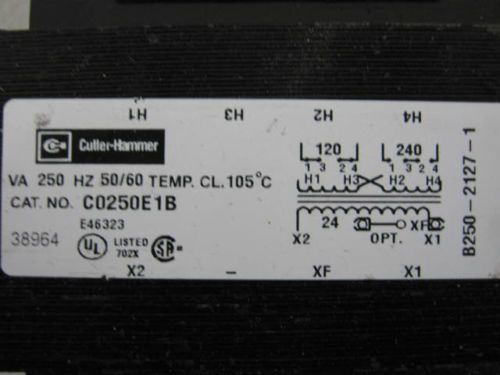 H1 H3 H2 H4
Cutler-Hammer
VA 250 HZ 50/60 TEMP. CL.105°C
CAT. NO. C0250E1B
E46323
38964
UL LISTED 702X SA
120 240
1 3 2 4 1 3 2 4
H1 H3 H2 H4
24 XF
X2 OPT. X1
X2 - XF X1
B250-2127-1